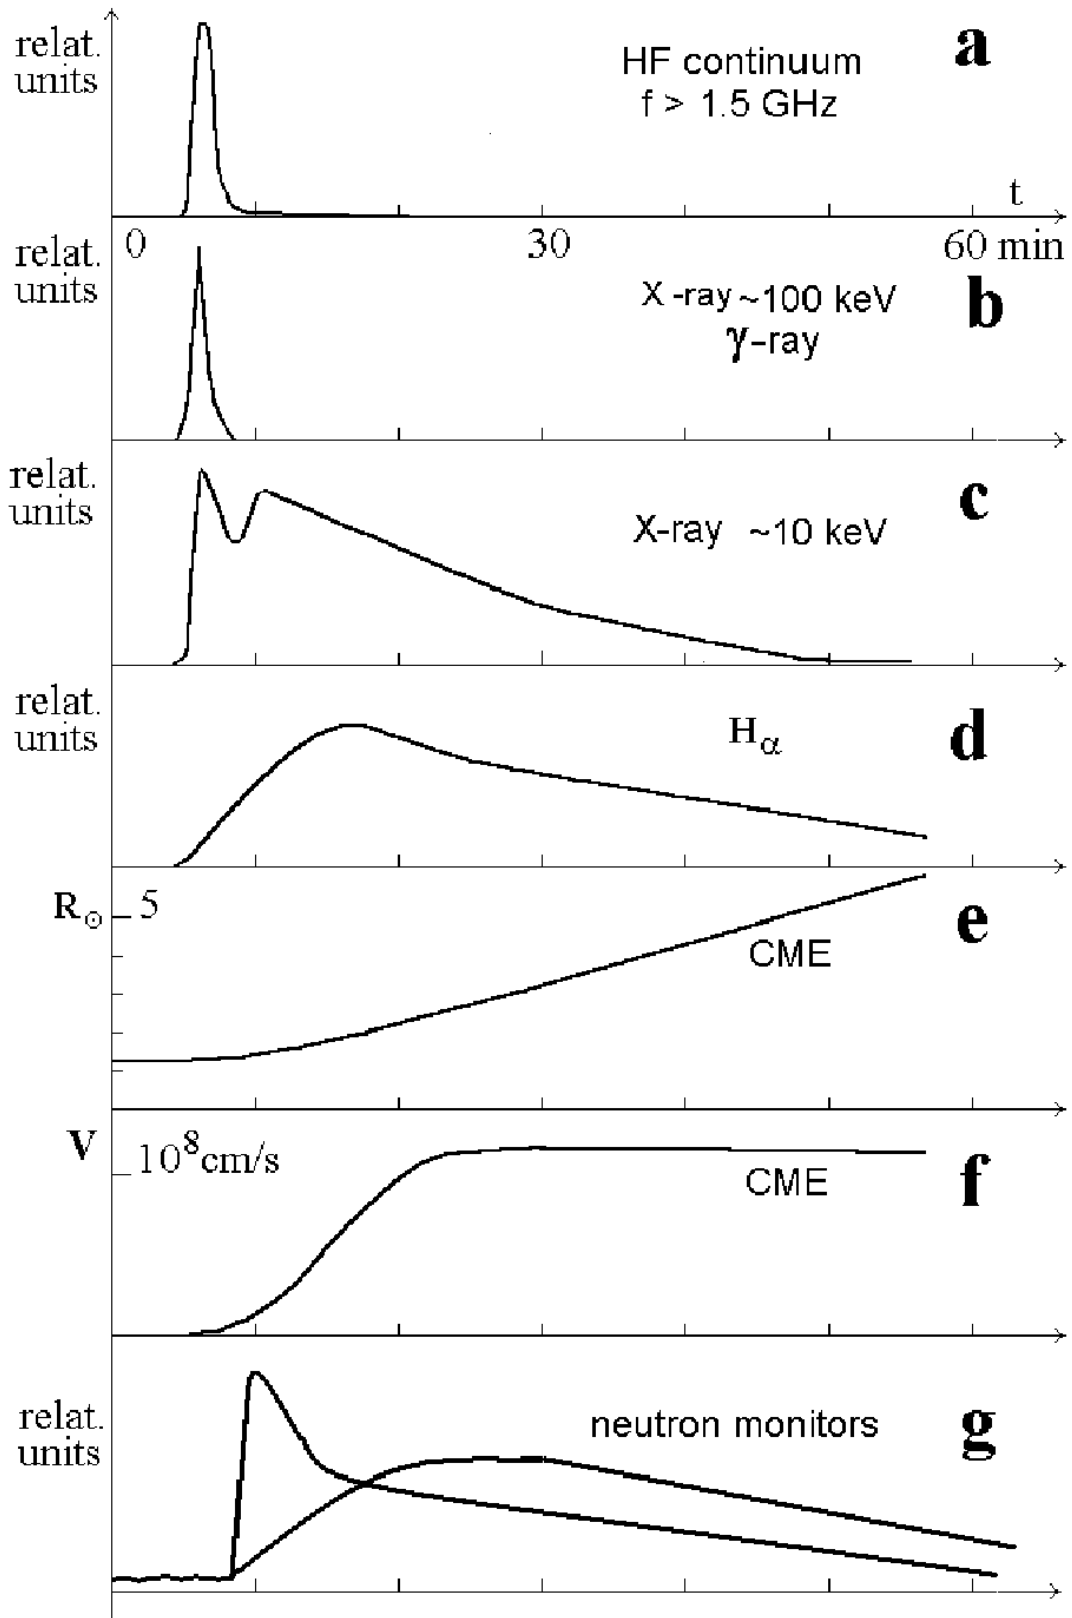 relat.
units
HF continuum
f > 1.5 GHz
a
t
0
30
60 min
relat.
units
X-ray ~100 keV
γ-ray
b
relat.
units
X-ray ~10 keV
c
relat.
units
Hα
d
R⊙
5
CME
e
V
10⁸cm/s
CME
f
relat.
units
neutron monitors
g